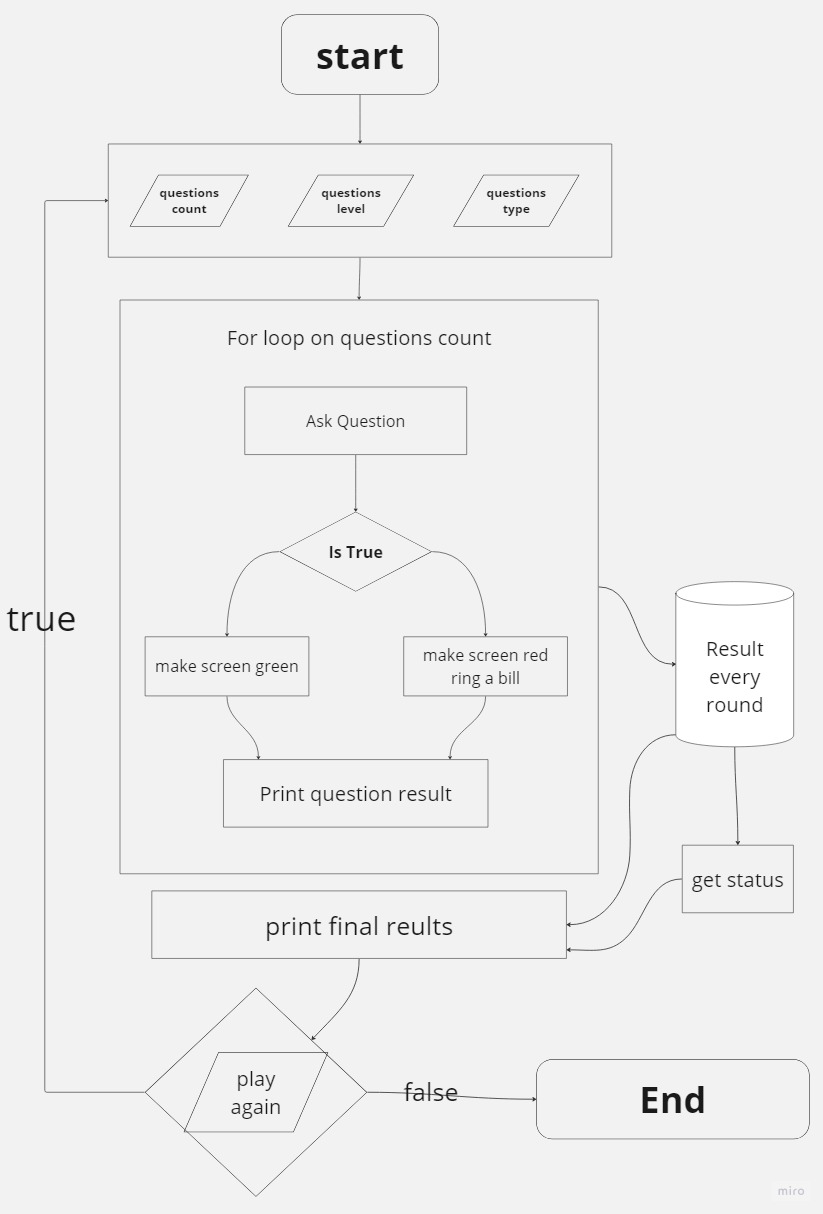 start
questions
count
questions
level
questions
type
For loop on questions count
Ask Question
Is True
true
make screen green
make screen red
ring a bill
Result
every
round
Print question result
get status
print final reults
play
again
false
End
miro